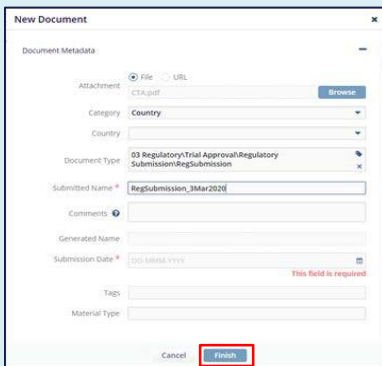 New Document
Document Metadata
Attachment File URL
CTA.pdf Browse
Category Country
Country
Document Type 03 Regulatory\Trial Approval\Regulatory
Submission\RegSubmission
Submitted Name * RegSubmission_3Mar2020
Comments
Generated Name
Submission Date * DD-MMM-YYYY
This field is required
Tags
Material Type
Cancel Finish